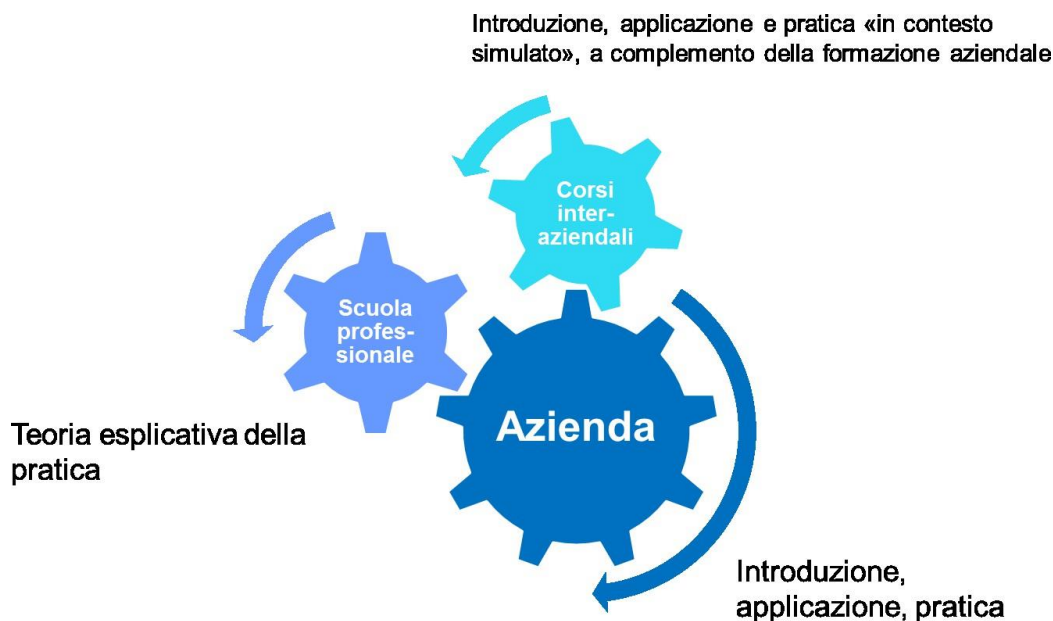 Introduzione, applicazione e pratica «in contesto
simulato», a complemento della formazione aziendale
Corsi
inter-
aziendali
Scuola
profes-
sionale
Azienda
Teoria esplicativa della
pratica
Introduzione,
applicazione, pratica